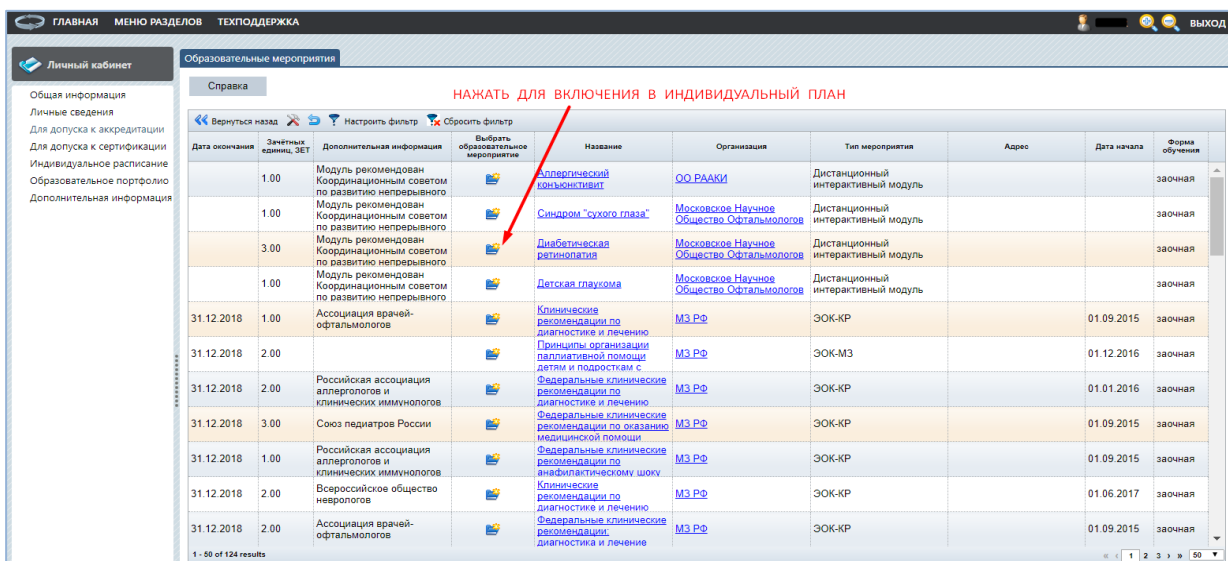 ГЛАВНАЯ МЕНЮ РАЗДЕЛОВ ТЕХПОДДЕРЖКА ВЫХОД
Личный кабинет
Общая информация
Личные сведения
Для допуска к аккредитации
Для допуска к сертификации
Индивидуальное расписание
Образовательное портфолио
Дополнительная информация
Образовательные мероприятия
Справка
НАЖАТЬ ДЛЯ ВКЛЮЧЕНИЯ В ИНДИВИДУАЛЬНЫЙ ПЛАН
Вернуться назад Настроить фильтр Сбросить фильтр
Дата окончания Зачётных единиц, ЗЕТ Дополнительная информация Выбрать образовательное мероприятие Название Организация Тип мероприятия Адрес Дата начала Форма обучения
1.00 Модуль рекомендован Координационным советом по развитию непрерывного Аллергический конъюнктивит ОО РААКИ Дистанционный интерактивный модуль заочная
1.00 Модуль рекомендован Координационным советом по развитию непрерывного Синдром "сухого глаза" Московское Научное Общество Офтальмологов Дистанционный интерактивный модуль заочная
3.00 Модуль рекомендован Координационным советом по развитию непрерывного Диабетическая ретинопатия Московское Научное Общество Офтальмологов Дистанционный интерактивный модуль заочная
1.00 Модуль рекомендован Координационным советом по развитию непрерывного Детская глаукома Московское Научное Общество Офтальмологов Дистанционный интерактивный модуль заочная
31.12.2018 1.00 Ассоциация врачей-офтальмологов Клинические рекомендации по диагностике и лечению МЗ РФ ЭОК-КР 01.09.2015 заочная
31.12.2018 2.00 Принципы организации паллиативной помощи детям и подросткам с МЗ РФ ЭОК-МЗ 01.12.2016 заочная
31.12.2018 2.00 Российская ассоциация аллергологов и клинических иммунологов Федеральные клинические рекомендации по диагностике и лечению МЗ РФ ЭОК-КР 01.01.2016 заочная
31.12.2018 3.00 Союз педиатров России Федеральные клинические рекомендации по оказанию медицинской помощи МЗ РФ ЭОК-КР 01.09.2015 заочная
31.12.2018 1.00 Российская ассоциация аллергологов и клинических иммунологов Федеральные клинические рекомендации по анафилактическому шоку МЗ РФ ЭОК-КР 01.09.2015 заочная
31.12.2018 2.00 Всероссийское общество неврологов Клинические рекомендации по диагностике и лечению МЗ РФ ЭОК-КР 01.06.2017 заочная
31.12.2018 2.00 Ассоциация врачей-офтальмологов Федеральные клинические рекомендации: диагностика и лечение МЗ РФ ЭОК-КР 01.09.2015 заочная
1 - 50 of 124 results « ‹ 1 2 3 › » 50